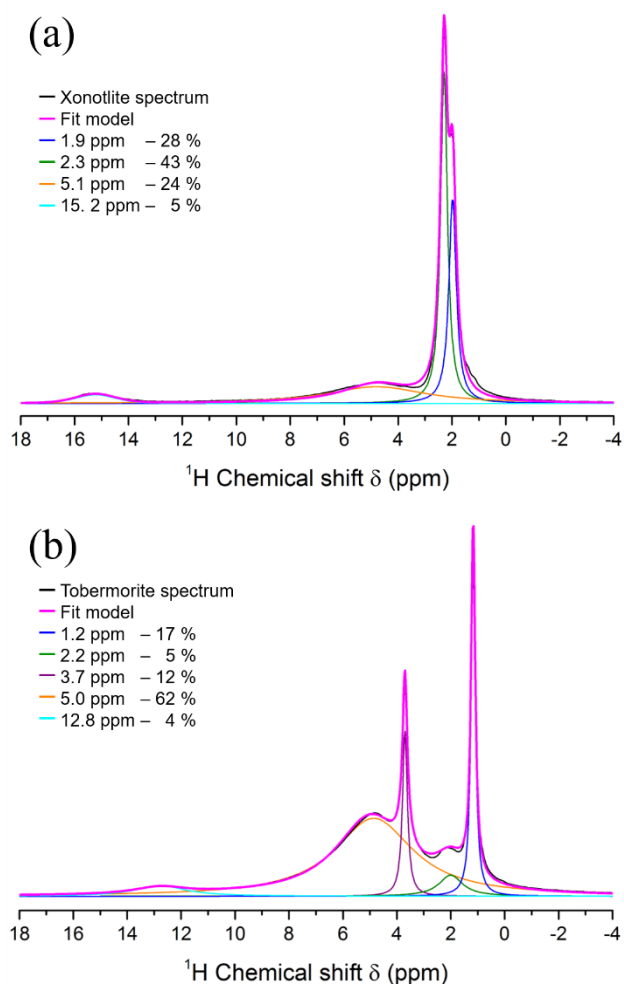 (a)
Xonotlite spectrum
Fit model
1.9 ppm – 28 %
2.3 ppm – 43 %
5.1 ppm – 24 %
15. 2 ppm – 5 %
18 16 14 12 10 8 6 4 2 0 -2 -4
¹H Chemical shift δ (ppm)
(b)
Tobermorite spectrum
Fit model
1.2 ppm – 17 %
2.2 ppm – 5 %
3.7 ppm – 12 %
5.0 ppm – 62 %
12.8 ppm – 4 %
18 16 14 12 10 8 6 4 2 0 -2 -4
¹H Chemical shift δ (ppm)